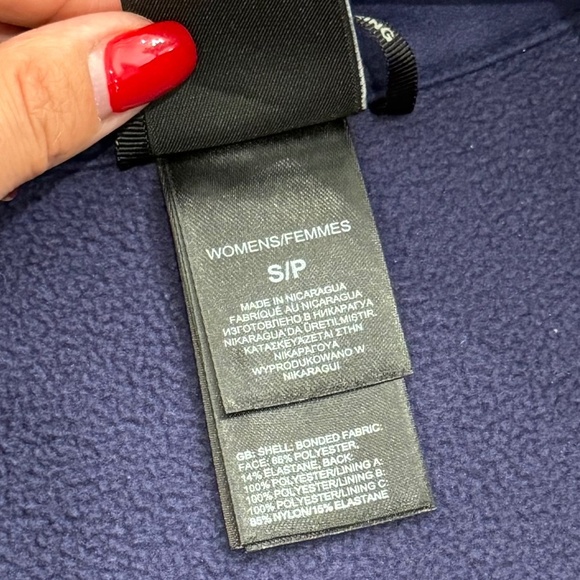 ING
WOMENS/FEMMES
S/P
MADE IN NICARAGUA
FABRIQUÉ AU NICARAGUA
ИЗГОТОВЛЕНО В НИКАРАГУА
NIKARAGUA'DA ÜRETILMIŞTIR
ΚΑΤΑΣΚΕΥΑΖΕΤΑΙ ΣΤΗΝ
ΝΙΚΑΡΑΓΟΥΑ
WYPRODUKOWANO W
NIKARAGUI
GB: SHELL: BONDED FABRIC:
FACE: 86% POLYESTER,
14% ELASTANE, BACK:
100% POLYESTER/LINING A:
100% POLYESTER/LINING B:
100% POLYESTER/LINING C:
85% NYLON/15% ELASTANE